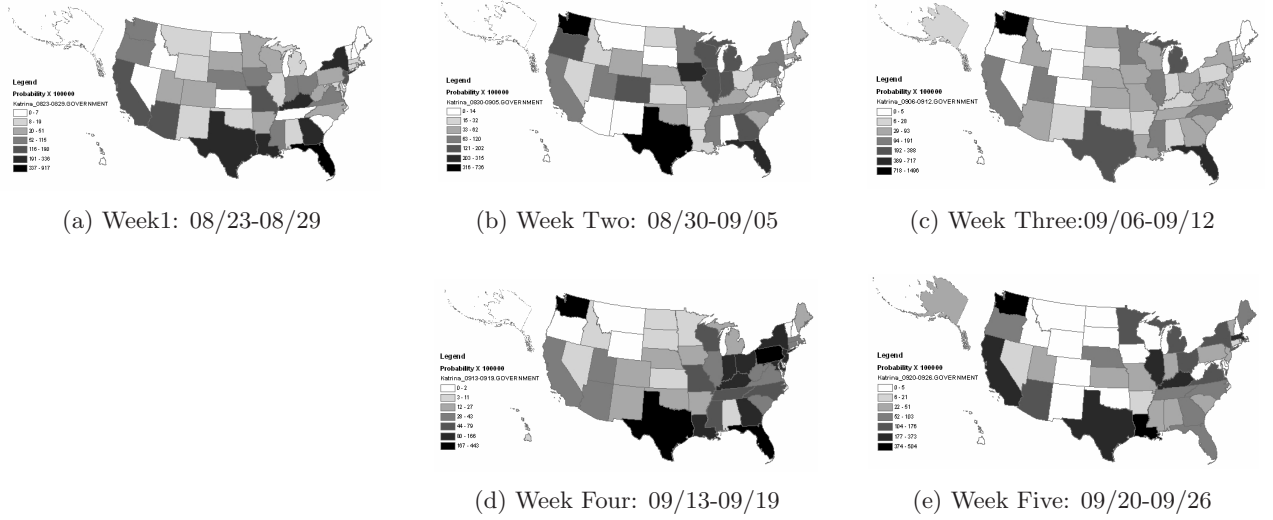 Legend
Probability X 100000
Katrina_0823-0829.GOVERNMENT
0 - 7
8 - 19
20 - 51
52 - 115
116 - 190
191 - 336
337 - 917
(a) Week1: 08/23-08/29
Legend
Probability X 100000
Katrina_0830-0905.GOVERNMENT
0 - 14
15 - 32
33 - 62
63 - 120
121 - 202
203 - 315
316 - 736
(b) Week Two: 08/30-09/05
Legend
Probability X 100000
Katrina_0906-0912.GOVERNMENT
0 - 5
6 - 28
29 - 93
94 - 191
192 - 388
389 - 717
718 - 1496
(c) Week Three:09/06-09/12
Legend
Probability X 100000
Katrina_0913-0919.GOVERNMENT
0 - 2
3 - 11
12 - 27
28 - 43
44 - 79
80 - 166
167 - 443
(d) Week Four: 09/13-09/19
Legend
Probability X 100000
Katrina_0920-0926.GOVERNMENT
0 - 5
6 - 21
22 - 51
52 - 103
104 - 176
177 - 373
374 - 504
(e) Week Five: 09/20-09/26